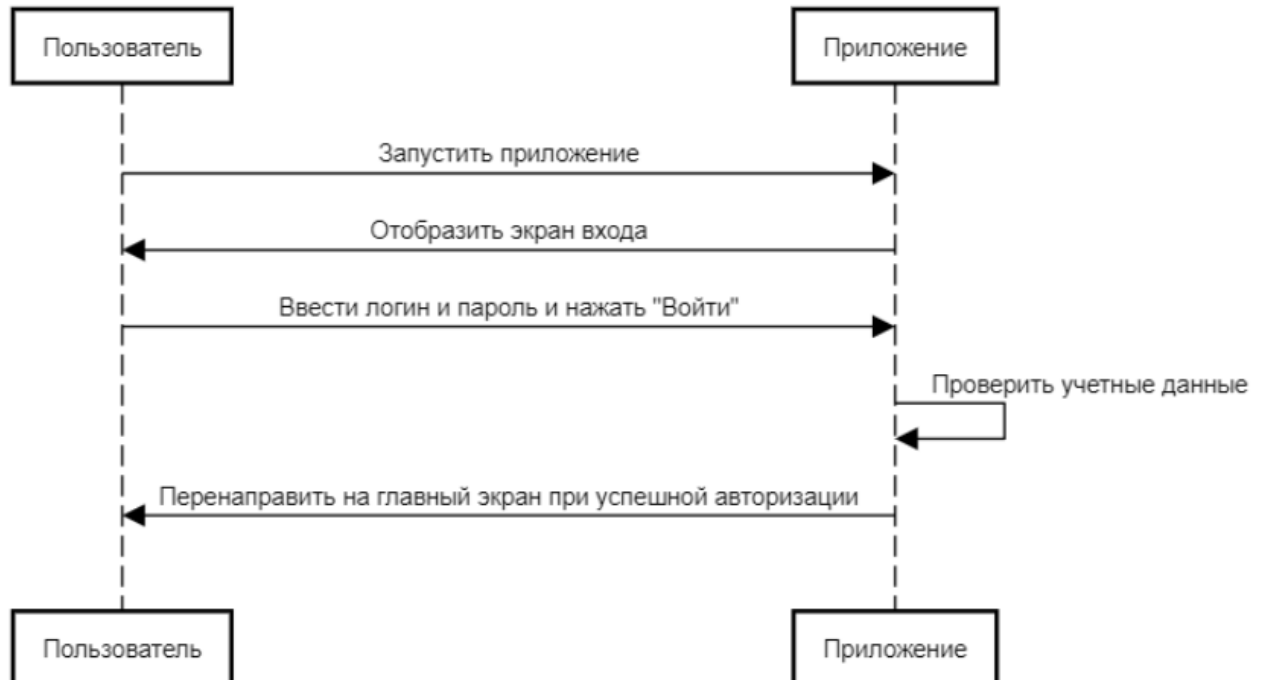 Пользователь
Приложение
Запустить приложение
Отобразить экран входа
Ввести логин и пароль и нажать "Войти"
Проверить учетные данные
Перенаправить на главный экран при успешной авторизации
Пользователь
Приложение